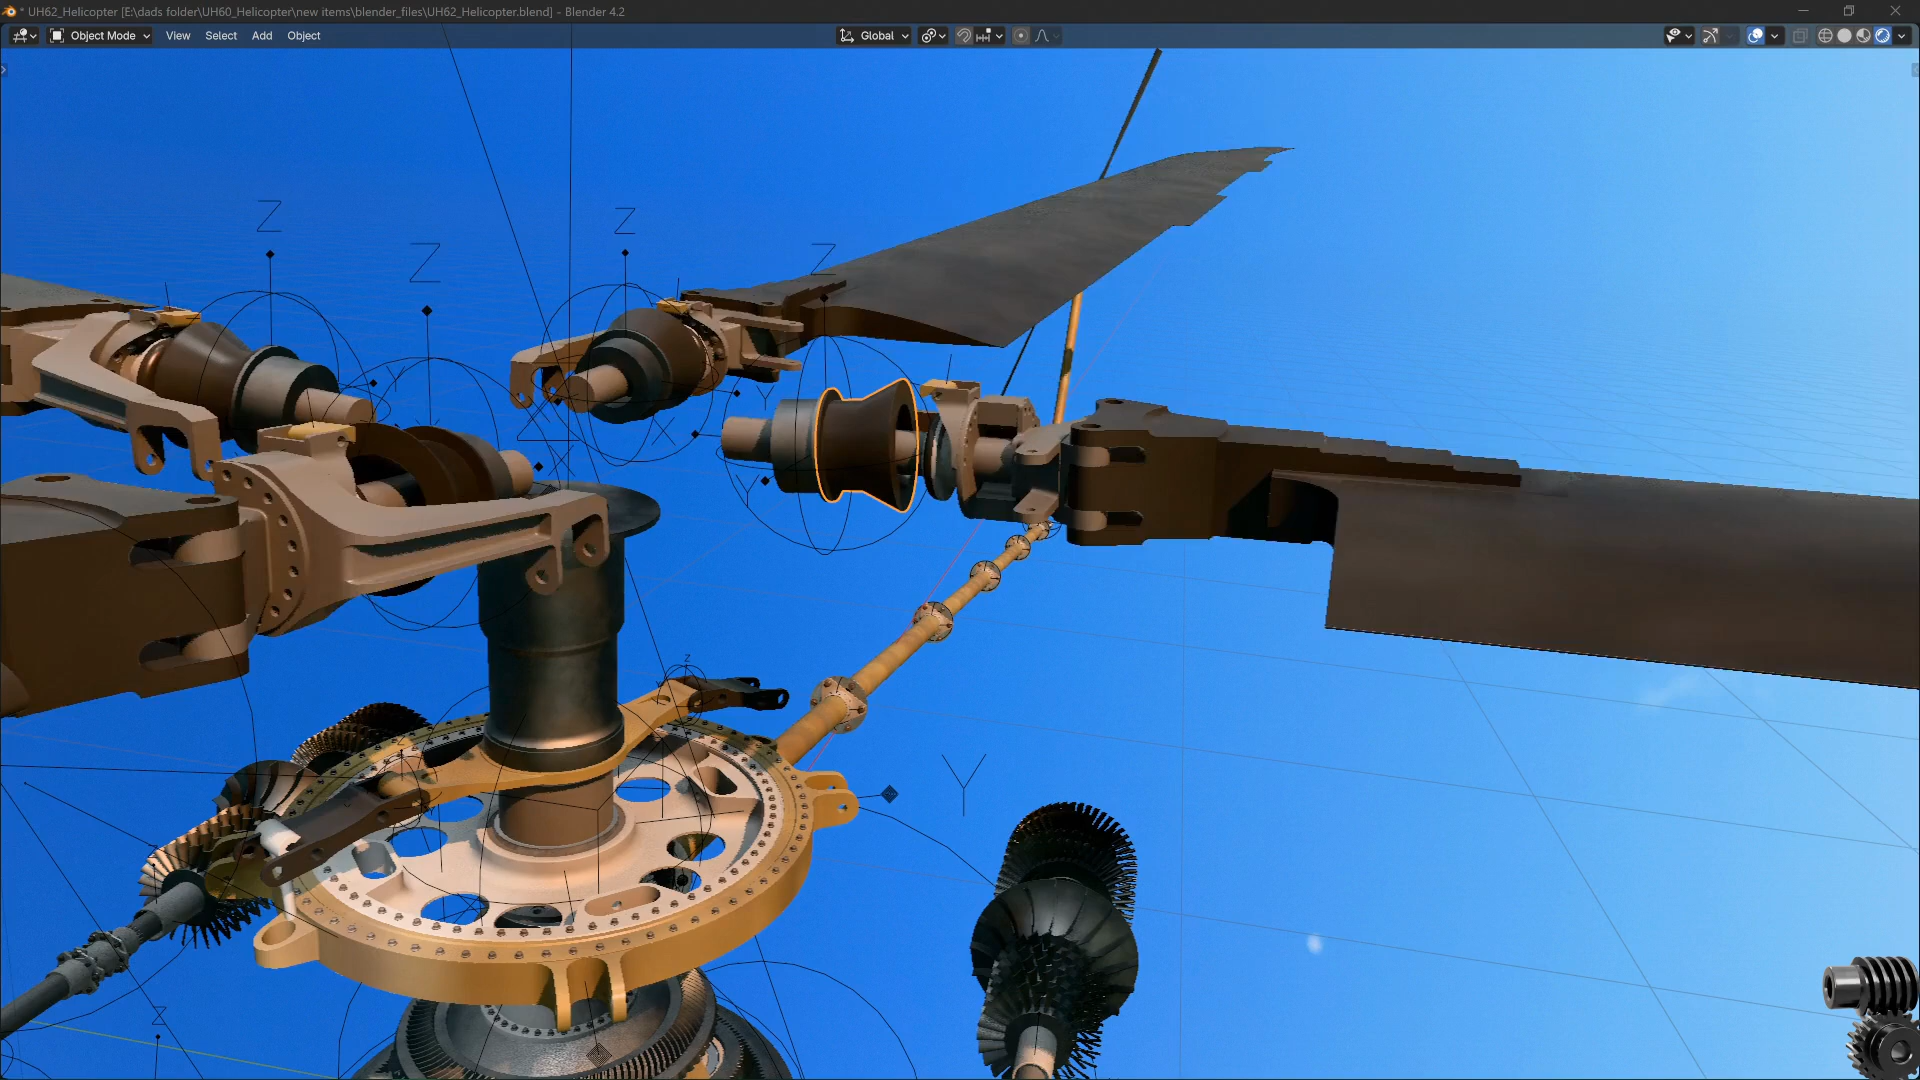 * UH62_Helicopter [E:\dads folder\UH60_Helicopter\new items\blender_files\UH62_Helicopter.blend] - Blender 4.2
Object Mode View Select Add Object Global
Z
Z
Z
Z
Y
X
X
Y
Y
Z
Y
Z